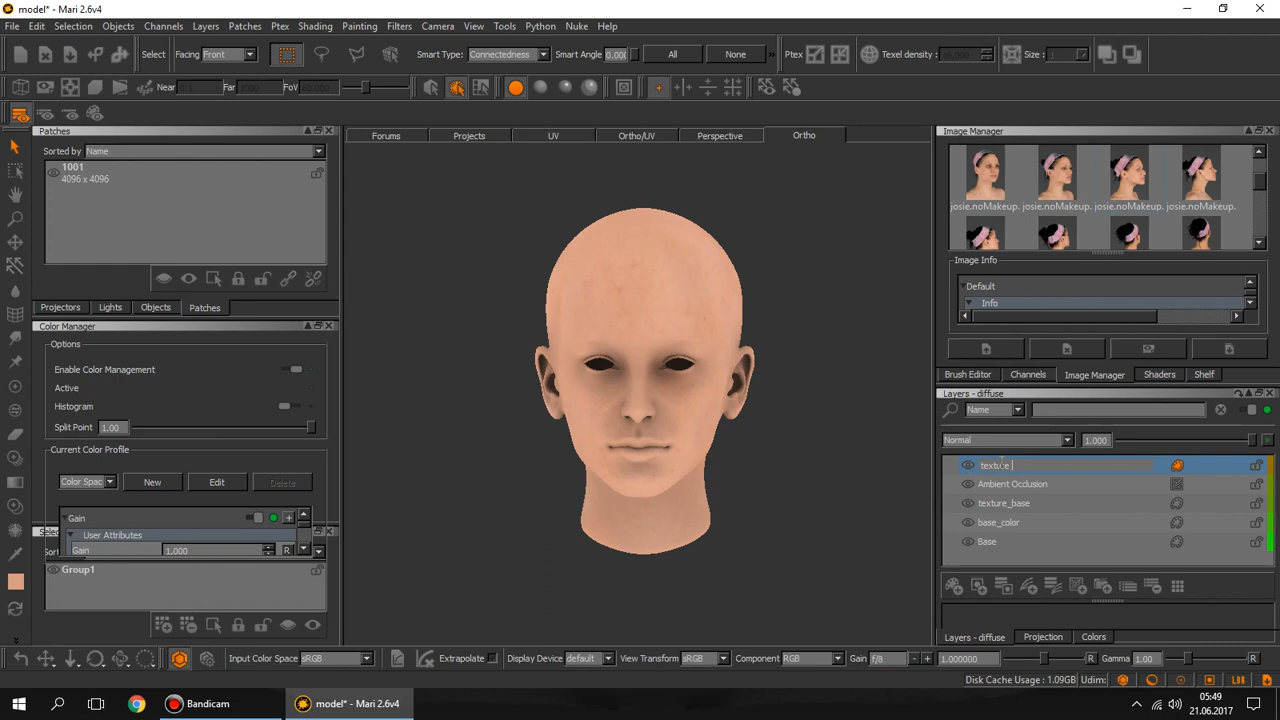 model* - Mari 2.6v4
File Edit Selection Objects Channels Layers Patches Ptex Shading Painting Filters Camera View Tools Python Nuke Help
Select Facing Front Smart Type: Connectedness Smart Angle 0.000 All None » Ptex Texel density: Size: 1
Near Far FoV
Patches
Sorted by Name
1001
4096 x 4096
Projectors Lights Objects Patches
Color Manager
Options
Enable Color Management
Active
Histogram
Split Point 1.00
Current Color Profile
Color Spac New Edit Delete
Gain
User Attributes
Gain 1,000 R
Group1
Forums Projects UV Ortho/UV Perspective Ortho
Image Manager
josie.noMakeup. josie.noMakeup. josie.noMakeup. josie.noMakeup.
Image Info
Default
Info
Brush Editor Channels Image Manager Shaders Shelf
Layers - diffuse
Name
Normal 1.000
texture
Ambient Occlusion
texture_base
base_color
Base
Layers - diffuse Projection Colors
Input Color Space sRGB Extrapolate Display Device default View Transform sRGB Component RGB Gain f/8 - + 1.000000 R Gamma 1.00 R
Disk Cache Usage : 1.09GB Udim:
Bandicam model* - Mari 2.6v4
05:49
21.06.2017